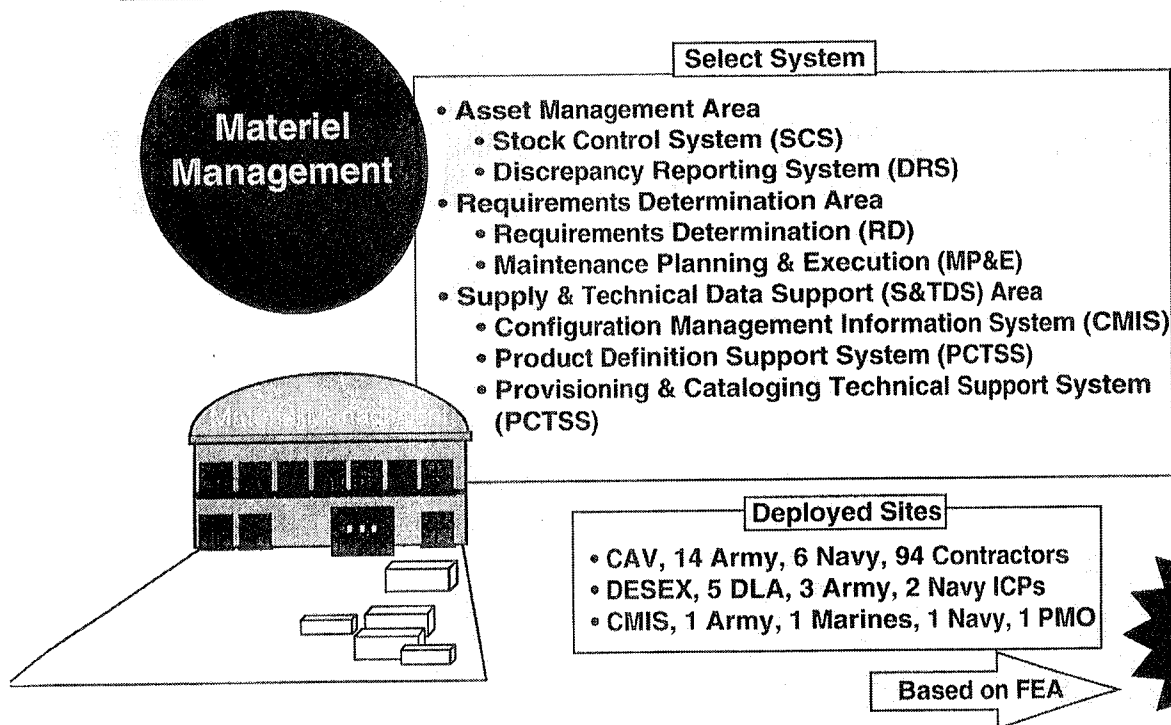 Materiel
Management
Select System
• Asset Management Area
• Stock Control System (SCS)
• Discrepancy Reporting System (DRS)
• Requirements Determination Area
• Requirements Determination (RD)
• Maintenance Planning & Execution (MP&E)
• Supply & Technical Data Support (S&TDS) Area
• Configuration Management Information System (CMIS)
• Product Definition Support System (PCTSS)
• Provisioning & Cataloging Technical Support System
(PCTSS)
Deployed Sites
• CAV, 14 Army, 6 Navy, 94 Contractors
• DESEX, 5 DLA, 3 Army, 2 Navy ICPs
• CMIS, 1 Army, 1 Marines, 1 Navy, 1 PMO
Based on FEA